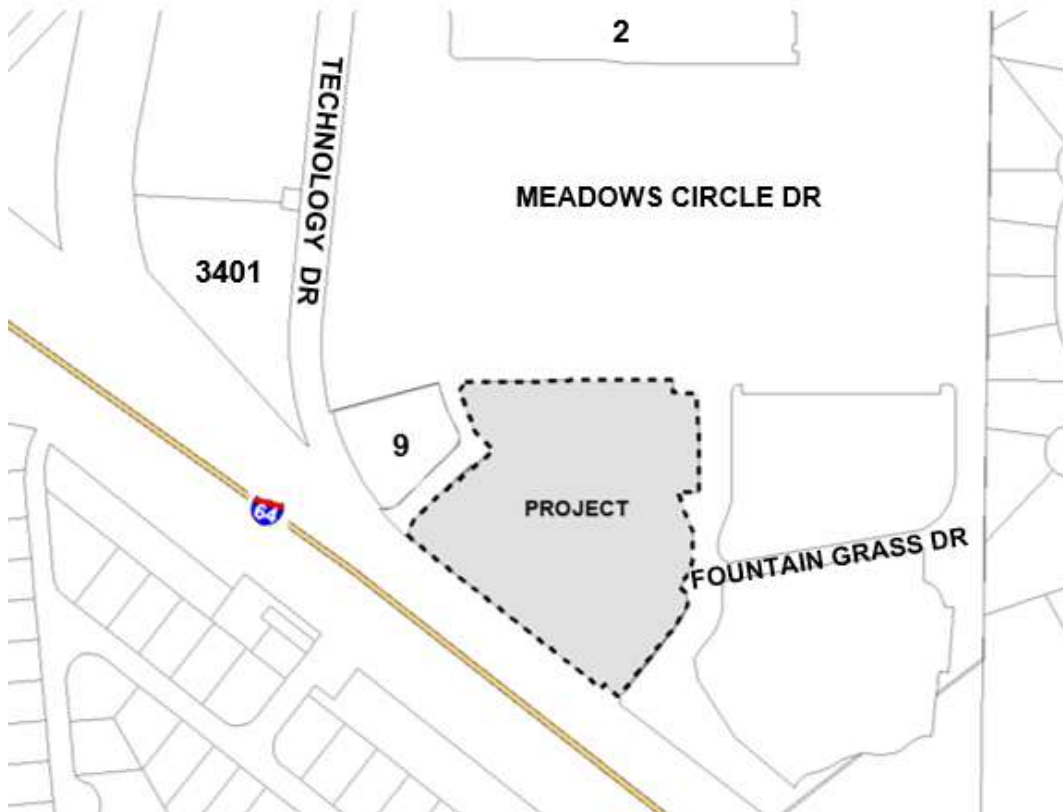 2
TECHNOLOGY DR
MEADOWS CIRCLE DR
3401
9
64
PROJECT
FOUNTAIN GRASS DR